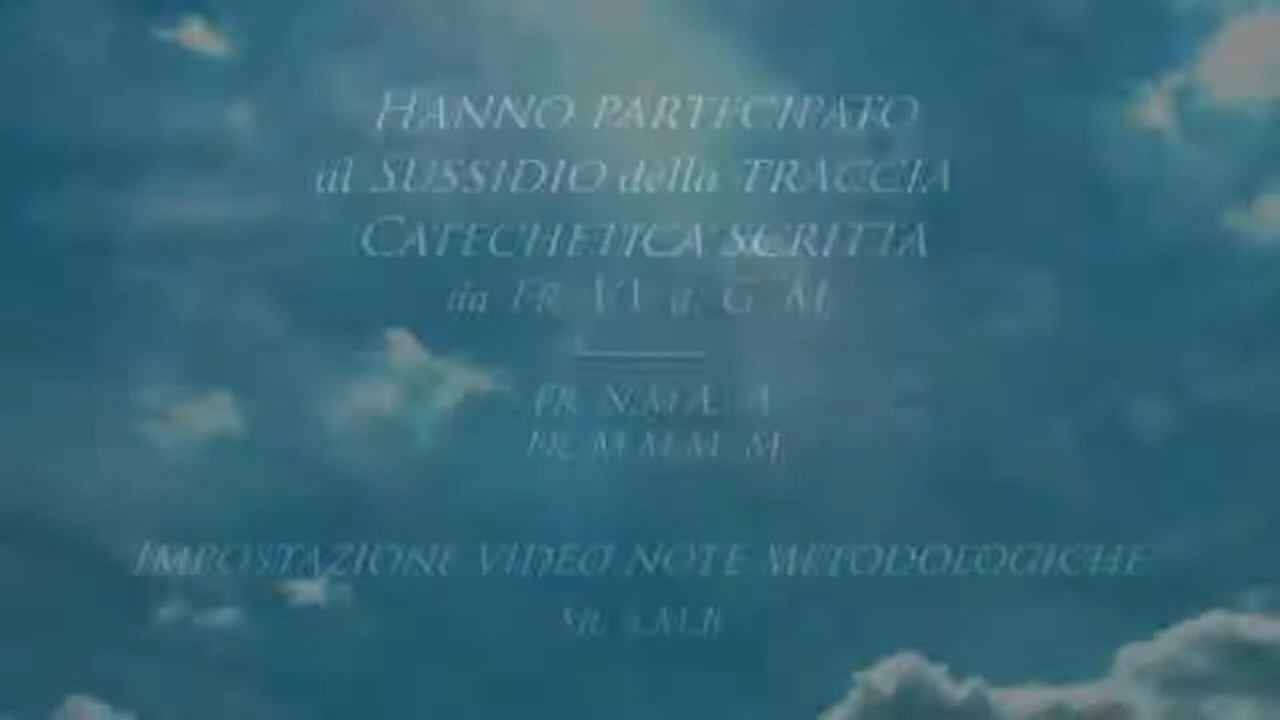 HANNO PARTECIPATO
al SUSSIDIO della TRACCIA
CATECHETICA SCRITTA
da FR. G. M.
FR. N.M.A. A.
FR. M.M.M. M.
IMPOSTAZIONE VIDEO NOTE METODOLOGICHE